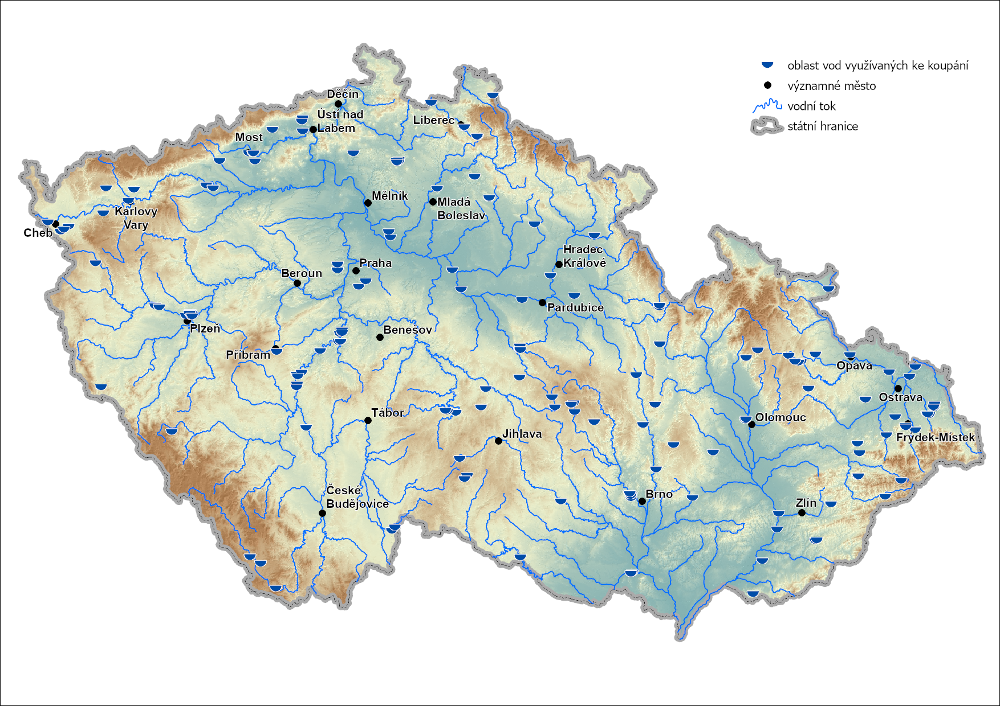 oblast vod využívaných ke koupání
významné město
vodní tok
státní hranice
Děčín
Ústí nad
Labem
Liberec
Most
Karlovy
Vary
Cheb
Mělník
Mladá
Boleslav
Hradec
Králové
Praha
Beroun
Pardubice
Plzeň
Benešov
Příbram
Opava
Ostrava
Tábor
Olomouc
Jihlava
Frýdek-Místek
České
Budějovice
Brno
Zlín